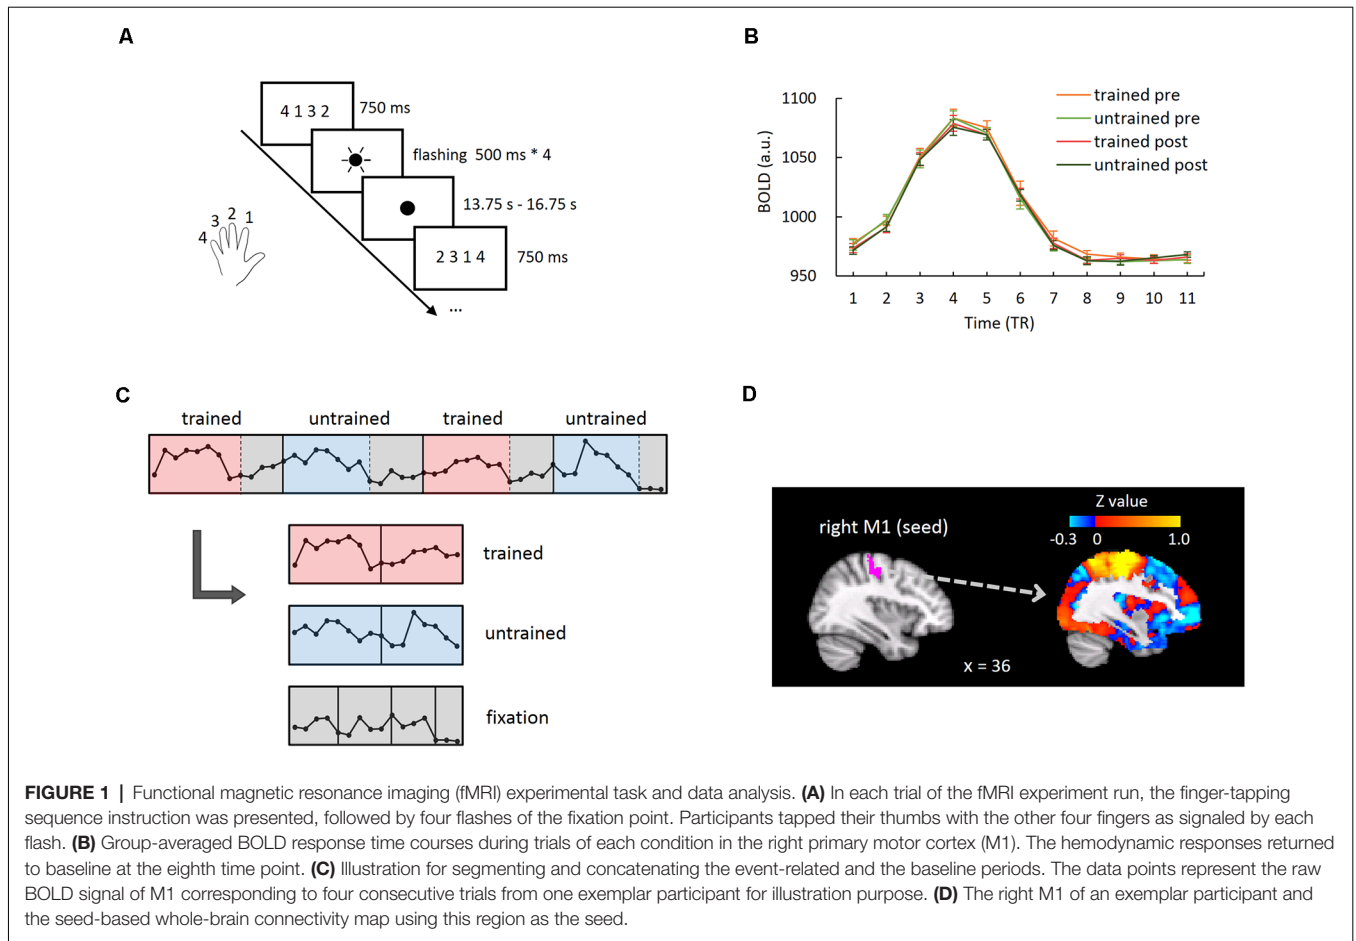 A
4 1 3 2
750 ms
flashing 500 ms * 4
13.75 s - 16.75 s
2 3 1 4
750 ms
...
4 3 2 1
B
1100
1050
1000
950
BOLD (a.u.)
1 2 3 4 5 6 7 8 9 10 11
Time (TR)
trained pre
untrained pre
trained post
untrained post
C
trained untrained trained untrained
trained
untrained
fixation
D
right M1 (seed)
Z value
-0.3 0 1.0
x = 36
FIGURE 1 | Functional magnetic resonance imaging (fMRI) experimental task and data analysis. (A) In each trial of the fMRI experiment run, the finger-tapping
sequence instruction was presented, followed by four flashes of the fixation point. Participants tapped their thumbs with the other four fingers as signaled by each
flash. (B) Group-averaged BOLD response time courses during trials of each condition in the right primary motor cortex (M1). The hemodynamic responses returned
to baseline at the eighth time point. (C) Illustration for segmenting and concatenating the event-related and the baseline periods. The data points represent the raw
BOLD signal of M1 corresponding to four consecutive trials from one exemplar participant for illustration purpose. (D) The right M1 of an exemplar participant and
the seed-based whole-brain connectivity map using this region as the seed.